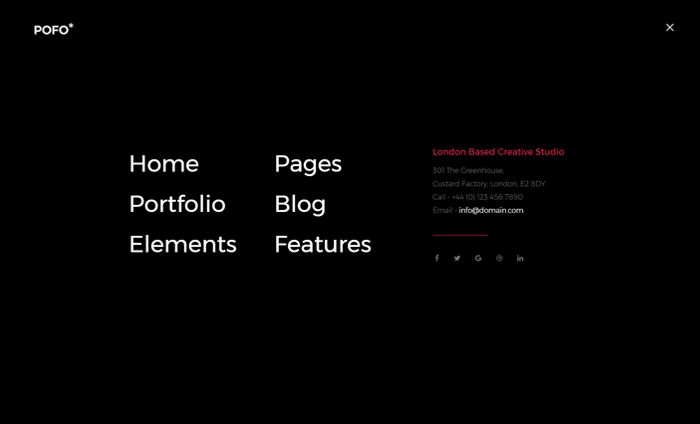 POFO*
Home
Portfolio
Elements
Pages
Blog
Features
London Based Creative Studio
301 The Greenhouse,
Custard Factory, London, E2 8DY.
Call - +44 (0) 123 456 7890
Email - info@domain.com